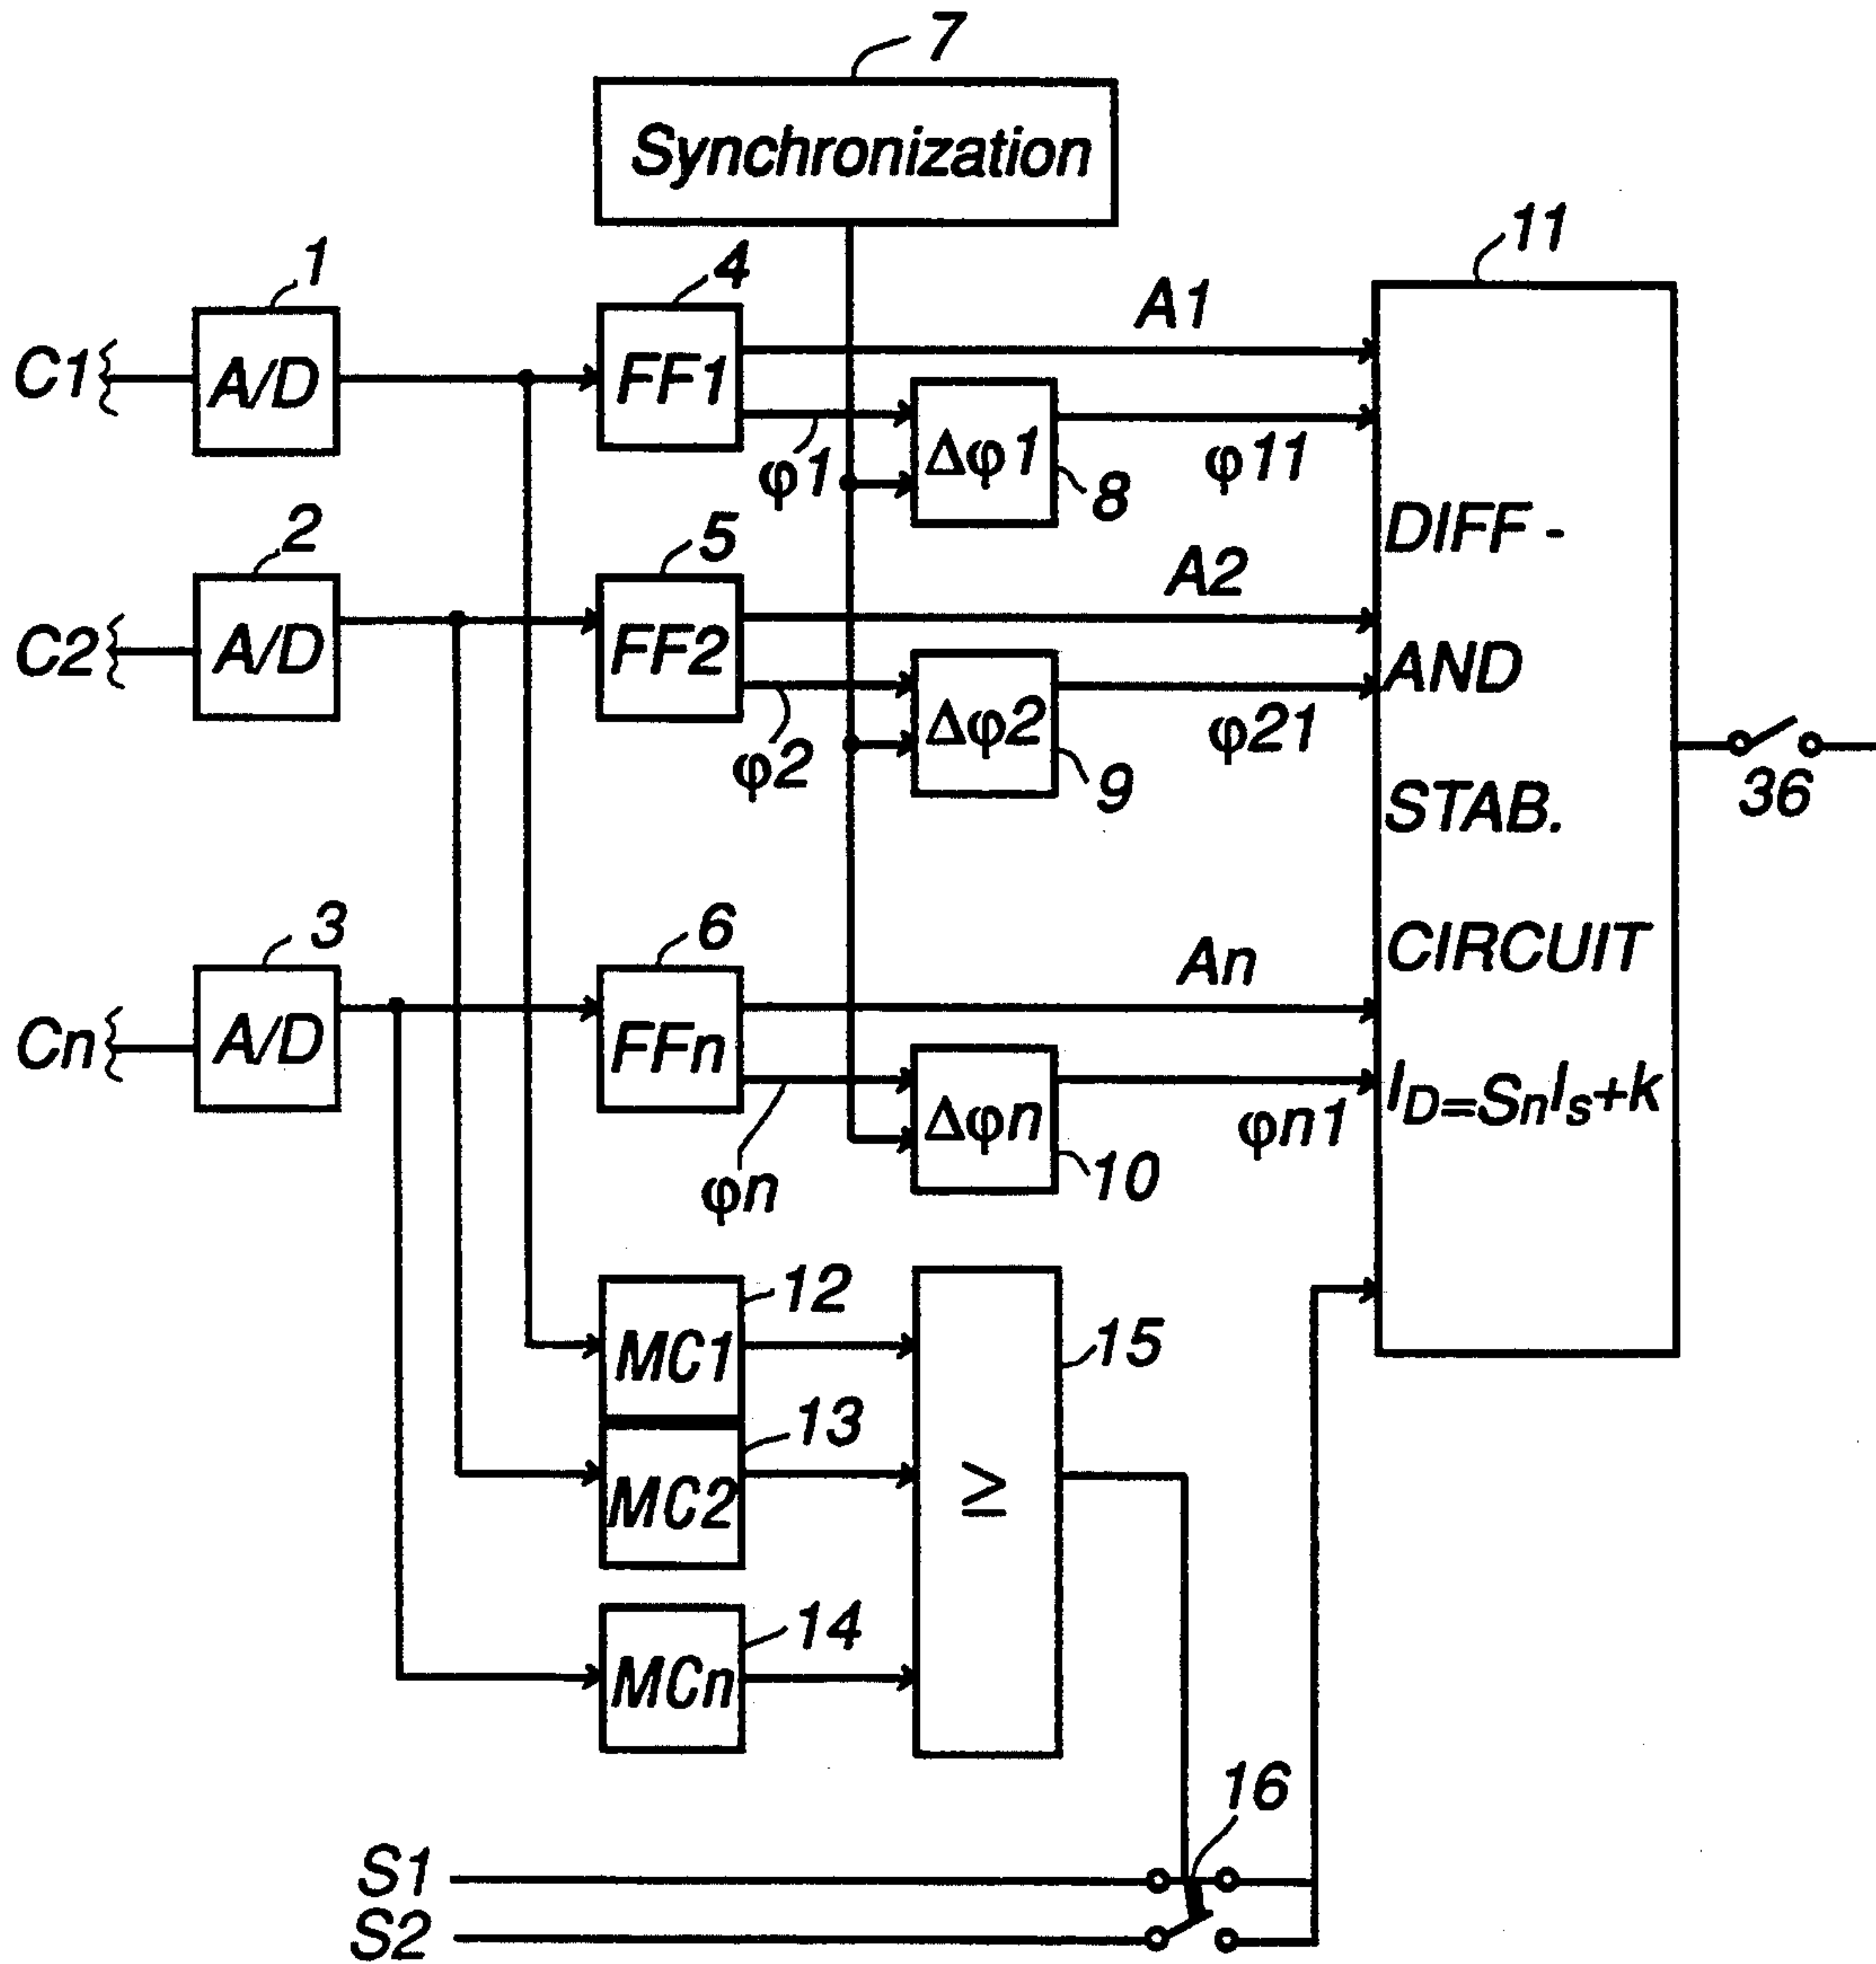 7
Synchronization
11
1
4
A1
C1
A/D
FF1
φ1
Δφ1
φ11
8
DIFF -
2
5
A2
C2
A/D
FF2
φ2
Δφ2
φ21
9
AND
36
STAB.
3
6
An
CIRCUIT
Cn
A/D
FFn
φn
Δφn
φn1
10
ID=SnIs+k
12
MC1
15
13
MC2
≥
14
MCn
16
S1
S2